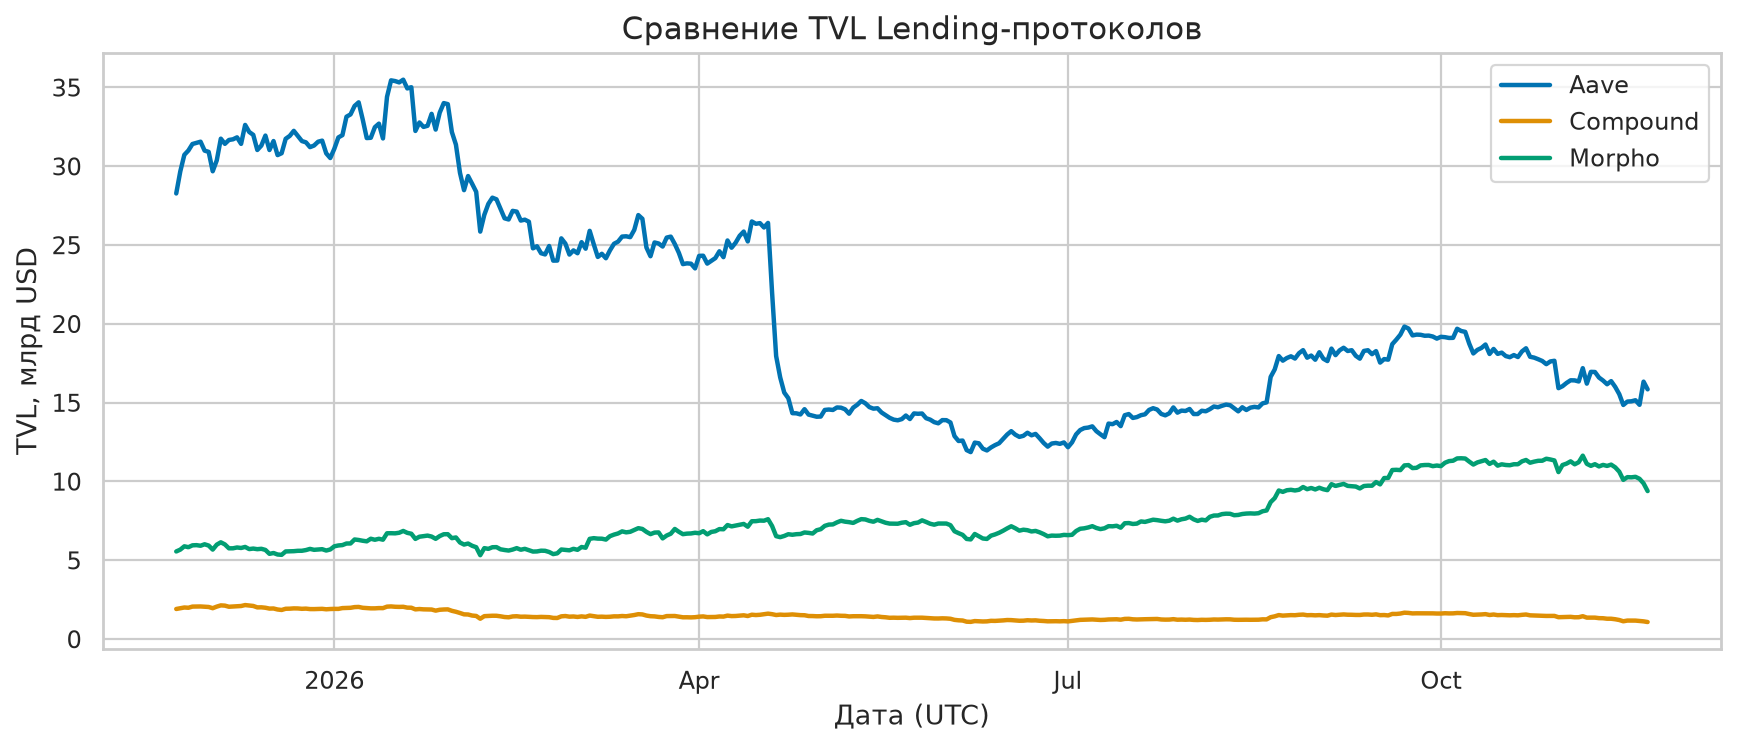 Сравнение TVL Lending-протоколов
Aave
Compound
Morpho
TVL, млрд USD
35
30
25
20
15
10
5
0
2026
Apr
Jul
Oct
Дата (UTC)